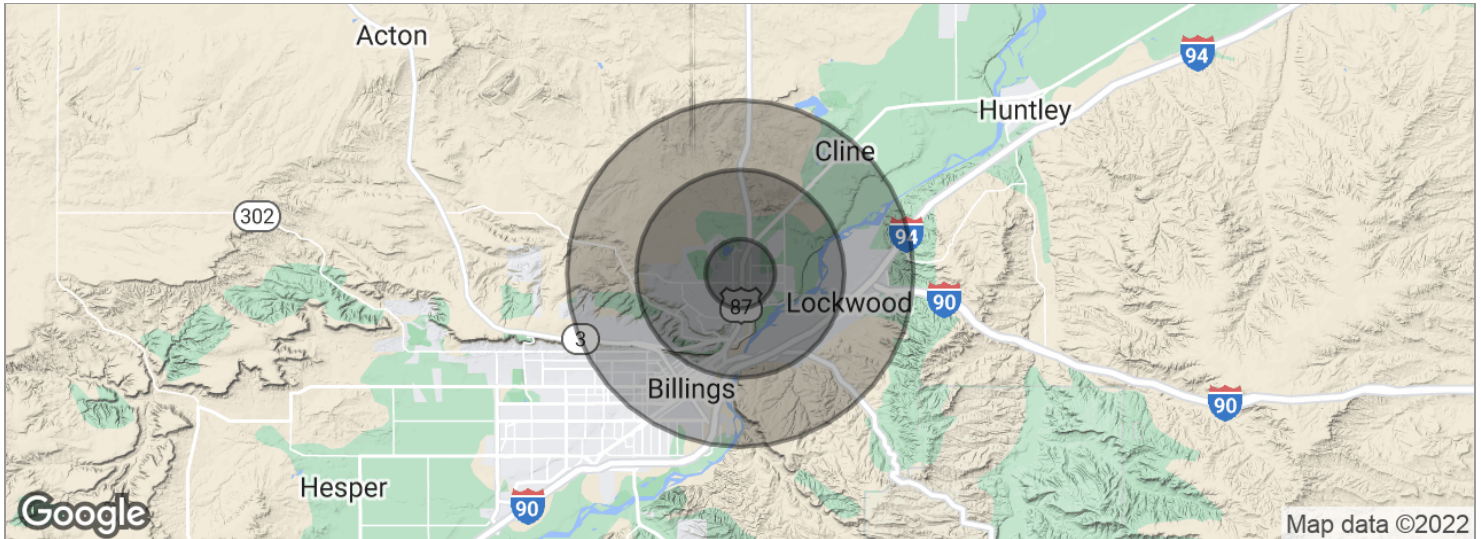 Acton
94
Huntley
Cline
302
94
Lockwood
90
87
3
Billings
90
Hesper
90
Google
Map data ©2022